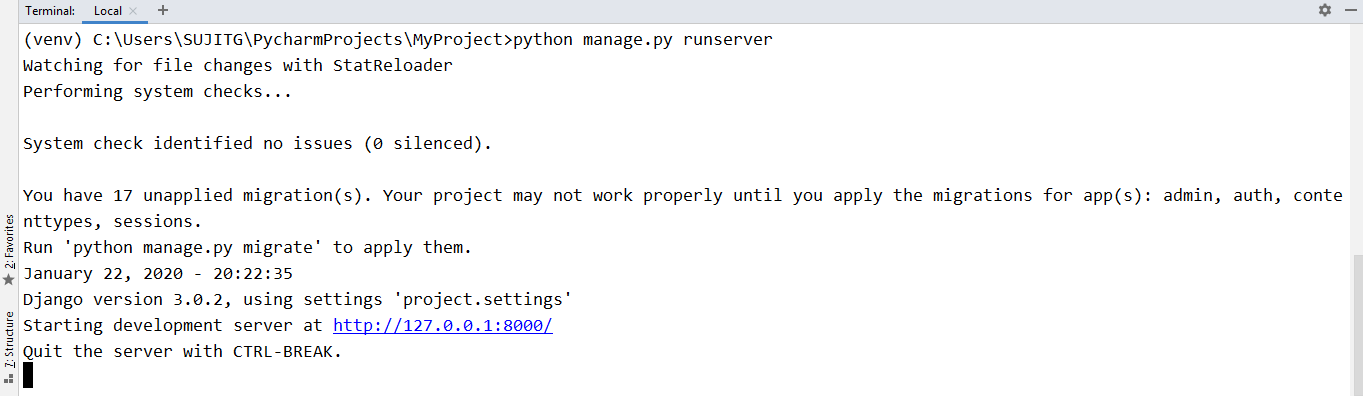 Terminal: Local × +
(venv) C:\Users\SUJITG\PycharmProjects\MyProject>python manage.py runserver
Watching for file changes with StatReloader
Performing system checks...
System check identified no issues (0 silenced).
You have 17 unapplied migration(s). Your project may not work properly until you apply the migrations for app(s): admin, auth, conte
nttypes, sessions.
Run 'python manage.py migrate' to apply them.
January 22, 2020 - 20:22:35
Django version 3.0.2, using settings 'project.settings'
Starting development server at http://127.0.0.1:8000/
Quit the server with CTRL-BREAK.
2: Favorites
7: Structure